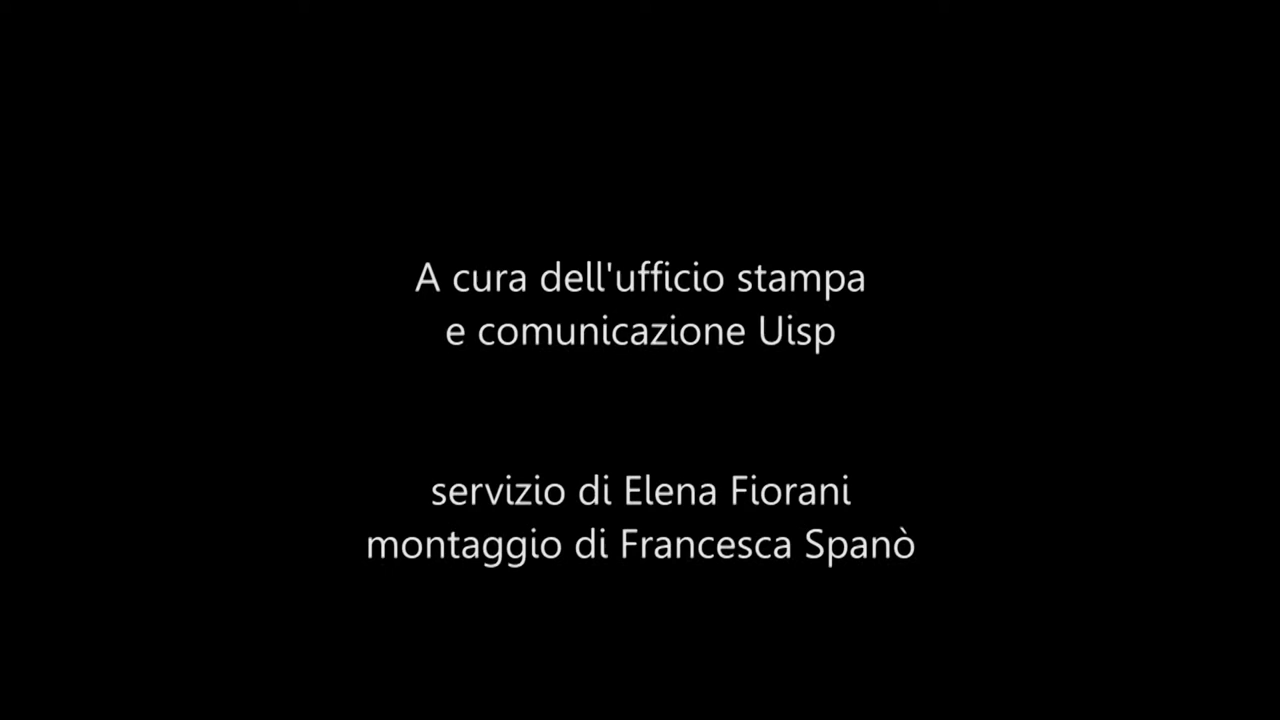 A cura dell'ufficio stampa
e comunicazione Uisp
servizio di Elena Fiorani
montaggio di Francesca Spanò